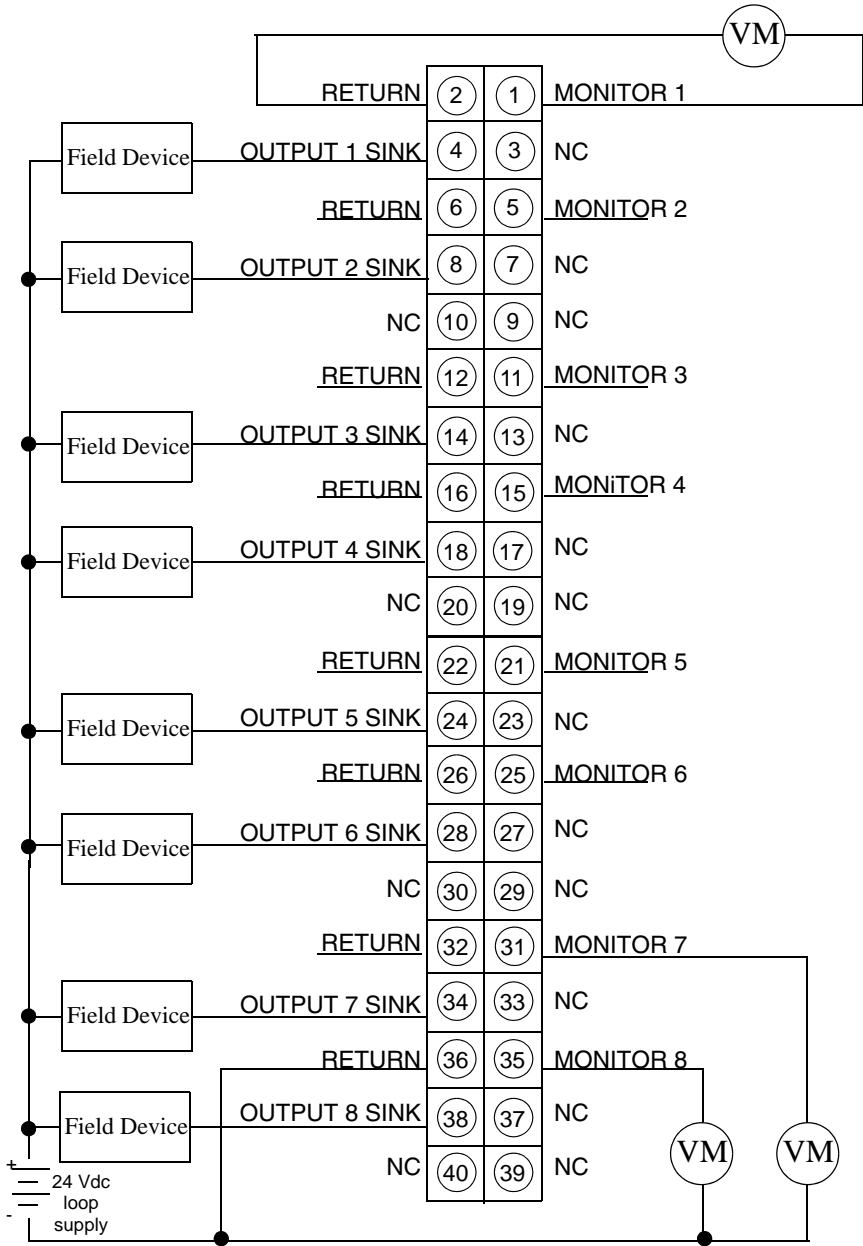 VM
RETURN 2 1 MONITOR 1
Field Device OUTPUT 1 SINK 4 3 NC
RETURN 6 5 MONITOR 2
Field Device OUTPUT 2 SINK 8 7 NC
NC 10 9 NC
RETURN 12 11 MONITOR 3
Field Device OUTPUT 3 SINK 14 13 NC
RETURN 16 15 MONiTOR 4
Field Device OUTPUT 4 SINK 18 17 NC
NC 20 19 NC
RETURN 22 21 MONITOR 5
Field Device OUTPUT 5 SINK 24 23 NC
RETURN 26 25 MONITOR 6
Field Device OUTPUT 6 SINK 28 27 NC
NC 30 29 NC
RETURN 32 31 MONITOR 7
Field Device OUTPUT 7 SINK 34 33 NC
RETURN 36 35 MONITOR 8
Field Device OUTPUT 8 SINK 38 37 NC
VM VM
NC 40 39 NC
+
24 Vdc
loop
supply
-